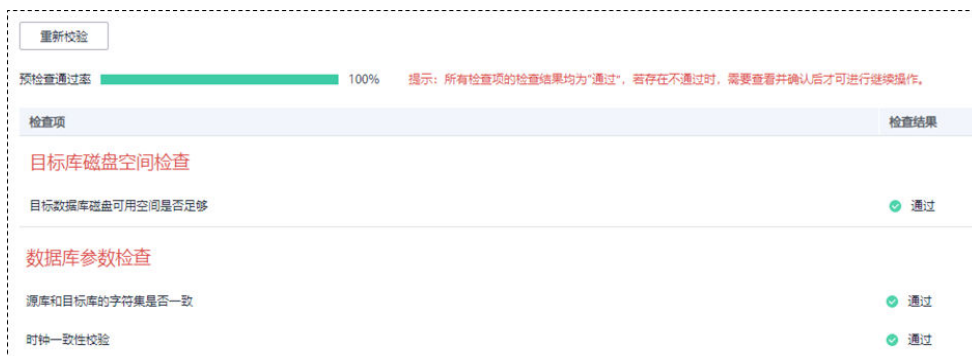 重新校验
预检查通过率 100% 提示：所有检查项的检查结果均为“通过”，若存在不通过时，需要查看并确认后才可进行继续操作。
检查项 检查结果
目标库磁盘空间检查
目标数据库磁盘可用空间是否足够 通过
数据库参数检查
源库和目标库的字符集是否一致 通过
时钟一致性校验 通过